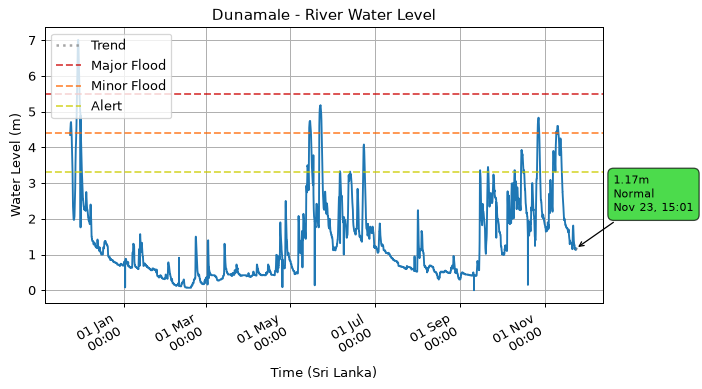 Dunamale - River Water Level
Trend
Major Flood
Minor Flood
Alert
7
6
5
4
3
2
1
0
Water Level (m)
1.17m
Normal
Nov 23, 15:01
01 Jan
00:00
01 Mar
00:00
01 May
00:00
01 Jul
00:00
01 Sep
00:00
01 Nov
00:00
Time (Sri Lanka)